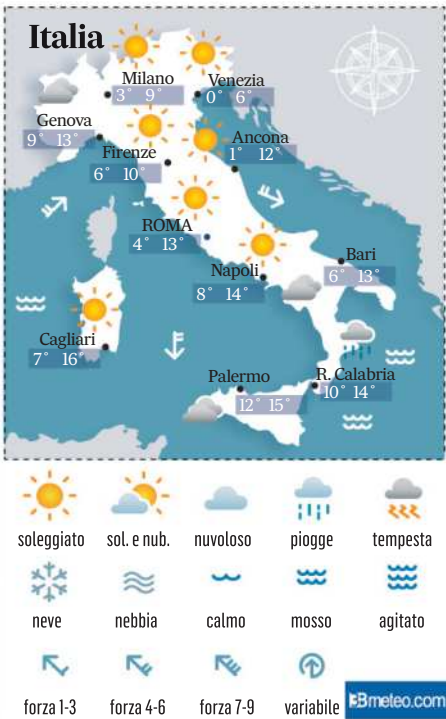 Italia
Milano
3° 9°
Venezia
0° 6°
Genova
9° 13°
Firenze
6° 10°
Ancona
1° 12°
ROMA
4° 13°
Napoli
8° 14°
Bari
6° 13°
Cagliari
7° 16°
Palermo
12° 15°
R. Calabria
10° 14°
soleggiato sol. e nub. nuvoloso piogge tempesta
neve nebbia calmo mosso agitato
forza 1-3 forza 4-6 forza 7-9 variabile
3Bmeteo.com